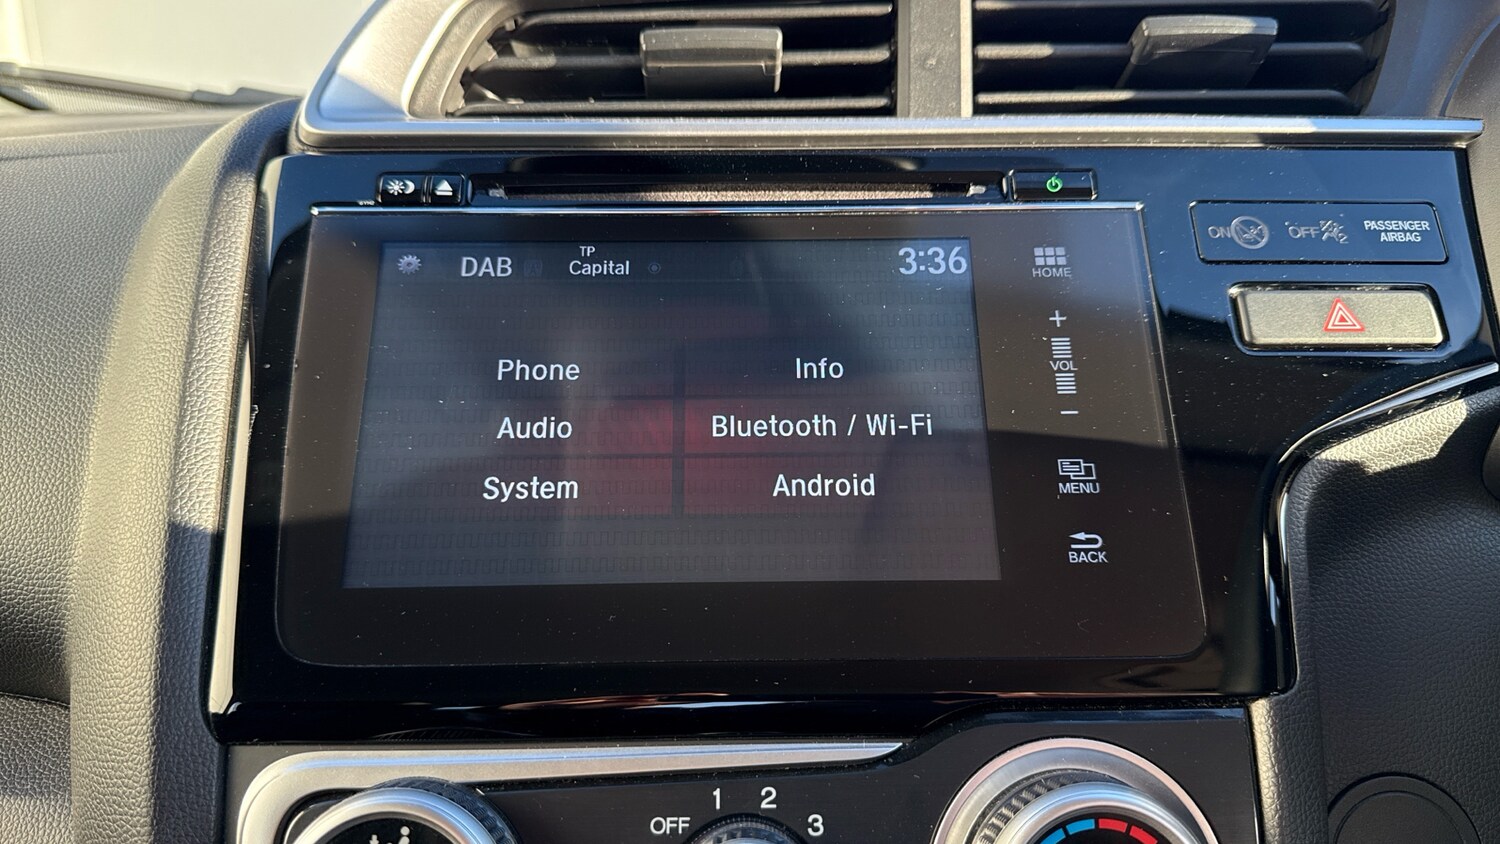 DAB
TP
Capital
3:36
HOME
+
VOL
−
MENU
BACK
Phone
Info
Audio
Bluetooth / Wi-Fi
System
Android
ON
OFF
2
PASSENGER
AIRBAG
OFF 1 2 3